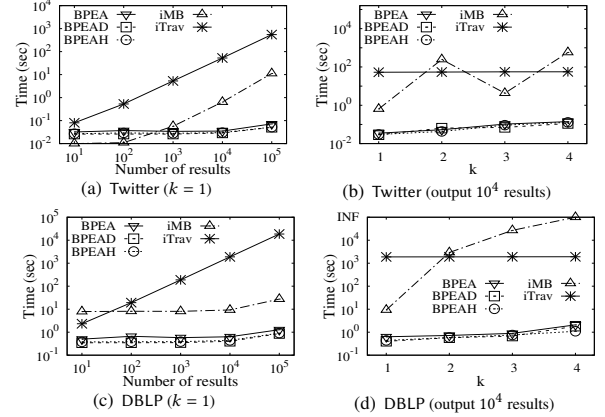 10^4
10^3
10^2
10^1
10^0
10^-1
10^-2
Time (sec)
BPEA
BPEAD
BPEAH
iMB
iTrav
10^1 10^2 10^3 10^4 10^5
Number of results
(a) Twitter (k = 1)
10^6
10^4
10^2
10^0
10^-2
Time (sec)
BPEA
BPEAD
BPEAH
iMB
iTrav
1 2 3 4
k
(b) Twitter (output 10^4 results)
10^5
10^4
10^3
10^2
10^1
10^0
10^-1
Time (sec)
BPEA
BPEAD
BPEAH
iMB
iTrav
10^1 10^2 10^3 10^4 10^5
Number of results
(c) DBLP (k = 1)
INF
10^4
10^3
10^2
10^1
10^0
10^-1
Time (sec)
BPEA
BPEAD
BPEAH
iMB
iTrav
1 2 3 4
k
(d) DBLP (output 10^4 results)